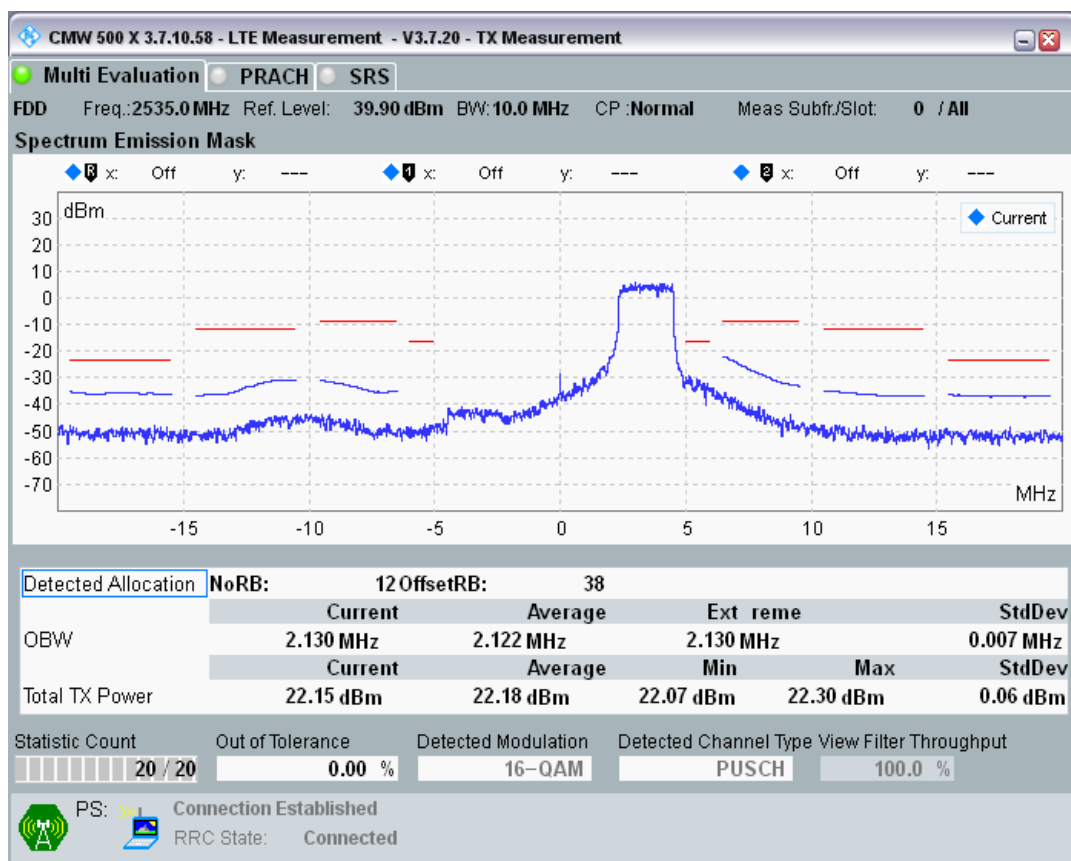 CMW 500 X 3.7.10.58 - LTE Measurement - V3.7.20 - TX Measurement
Multi Evaluation PRACH SRS
FDD Freq.:2535.0 MHz Ref. Level: 39.90 dBm BW: 10.0 MHz CP :Normal Meas Subfr./Slot: 0 / All
Spectrum Emission Mask
R x: Off y: --- 1 x: Off y: --- 2 x: Off y: ---
dBm
Current
30
20
10
0
-10
-20
-30
-40
-50
-60
-70
MHz
-15 -10 -5 0 5 10 15
Detected Allocation NoRB: 12 OffsetRB: 38
Current Average Ext reme StdDev
OBW 2.130 MHz 2.122 MHz 2.130 MHz 0.007 MHz
Current Average Min Max StdDev
Total TX Power 22.15 dBm 22.18 dBm 22.07 dBm 22.30 dBm 0.06 dBm
Statistic Count Out of Tolerance Detected Modulation Detected Channel Type View Filter Throughput
20 / 20 0.00 % 16-QAM PUSCH 100.0 %
PS: Connection Established
RRC State: Connected